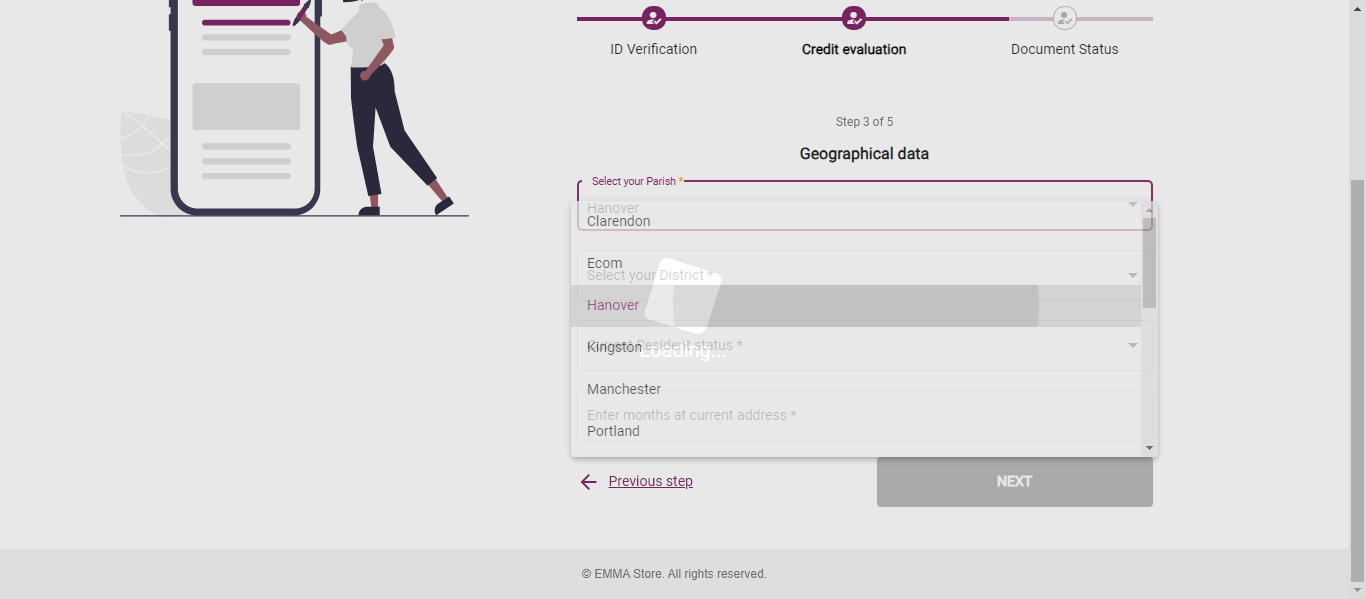 ID Verification
Credit evaluation
Document Status
Step 3 of 5
Geographical data
Select your Parish *
Hanover
Clarendon
Ecom
Select your District *
Hanover
Kingston
Current Resident status *
Loading...
Manchester
Enter months at current address *
Portland
Previous step
NEXT
© EMMA Store. All rights reserved.